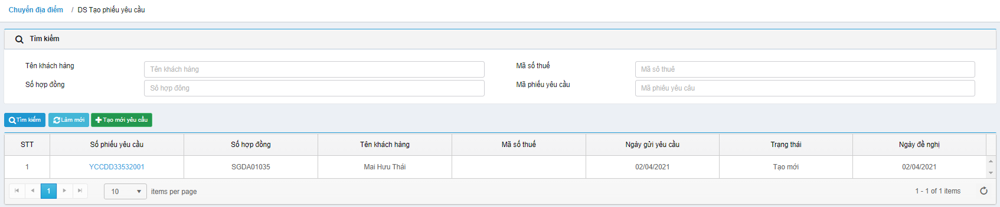 Chuyển địa điểm / DS Tạo phiếu yêu cầu
Tìm kiếm
Tên khách hàng Tên khách hàng Mã số thuế Mã số thuê
Số hợp đồng Số hợp đông Mã phiếu yêu cầu Mã phiêu yêu câu
Tìm kiếm Làm mới Tạo mới yêu cầu
STT Số phiếu yêu cầu Số hợp đồng Tên khách hàng Mã số thuế Ngày gửi yêu cầu Trạng thái Ngày đề nghị
1 YCCDD33532001 SGDA01035 Mai Hưu Thái 02/04/2021 Tạo mới 02/04/2021
1 10 items per page 1 - 1 of 1 items